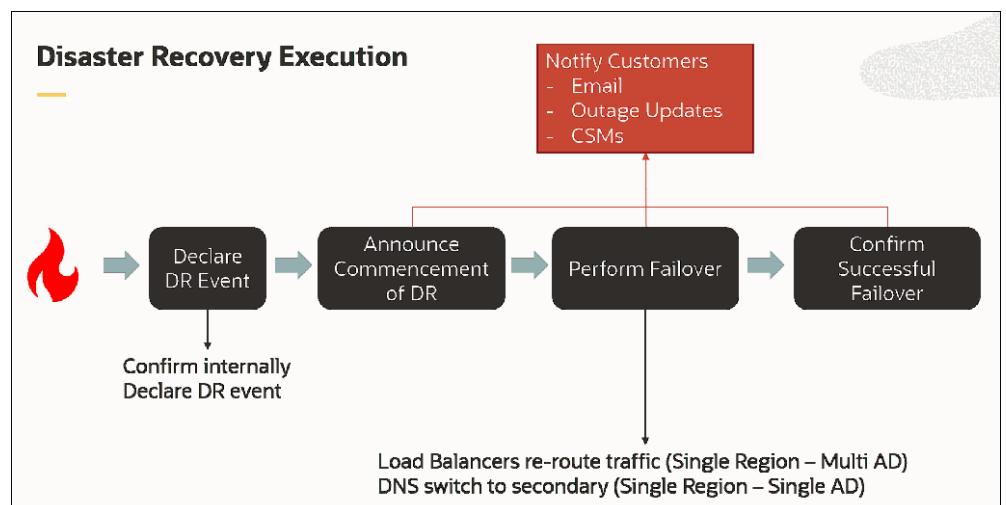 Disaster Recovery Execution
Notify Customers
- Email
- Outage Updates
- CSMs
Declare
DR Event
Announce
Commencement
of DR
Perform Failover
Confirm
Successful
Failover
Confirm internally
Declare DR event
Load Balancers re-route traffic (Single Region – Multi AD)
DNS switch to secondary (Single Region – Single AD)